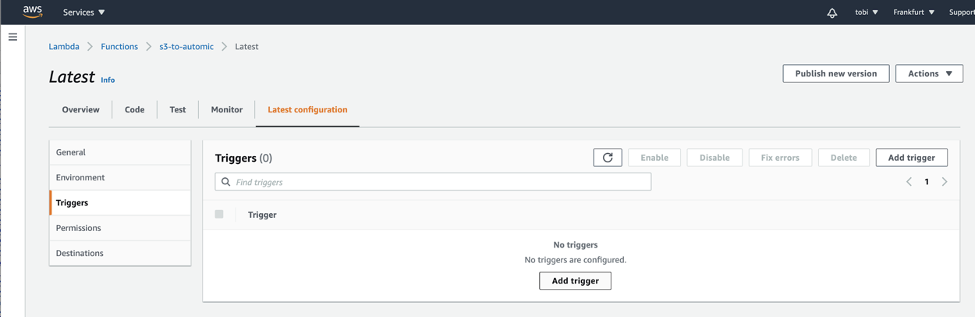 aws Services tobi Frankfurt Support
Lambda Functions s3-to-automic Latest
Latest Info Publish new version Actions
Overview Code Test Monitor Latest configuration
General
Environment
Triggers
Permissions
Destinations
Triggers (0) Enable Disable Fix errors Delete Add trigger
Find triggers 1
Trigger
No triggers
No triggers are configured.
Add trigger